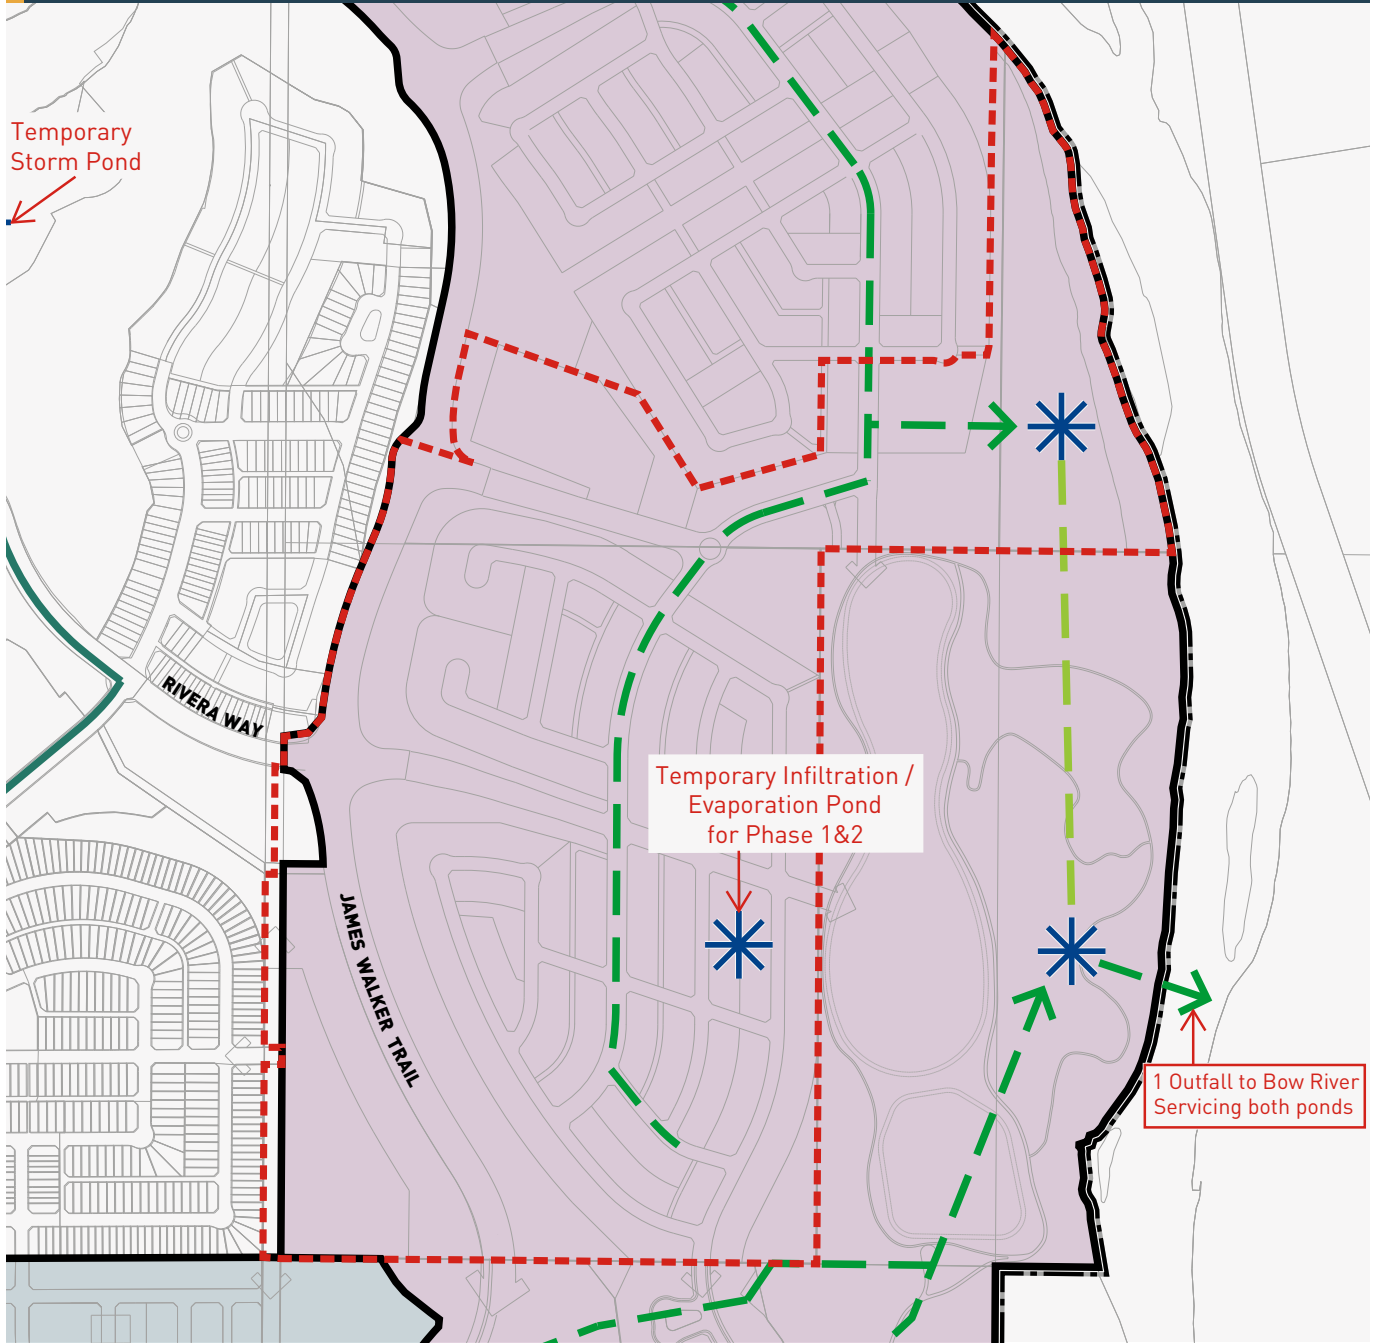 Temporary
Storm Pond
RIVERA WAY
Temporary Infiltration /
Evaporation Pond
for Phase 1&2
JAMES WALKER TRAIL
1 Outfall to Bow River
Servicing both ponds